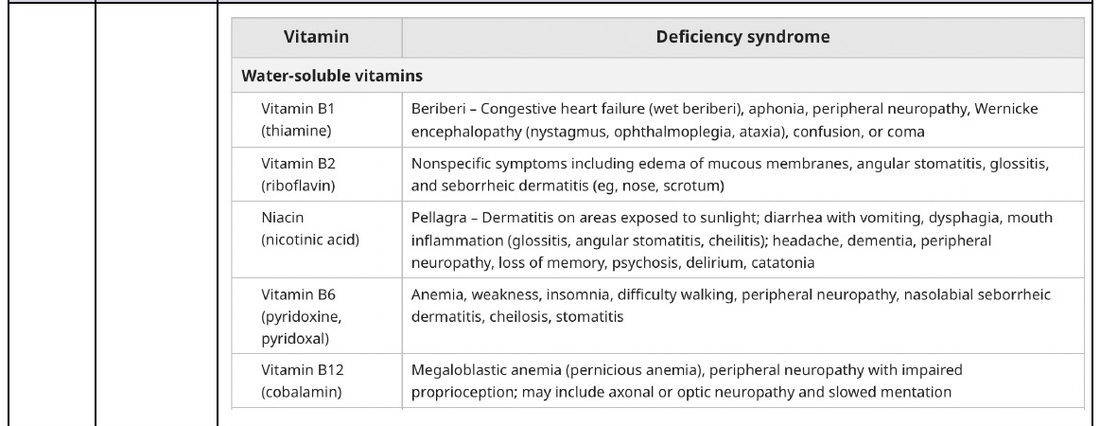 Vitamin Deficiency syndrome
Water-soluble vitamins
Vitamin B1
(thiamine)
Beriberi – Congestive heart failure (wet beriberi), aphonia, peripheral neuropathy, Wernicke
encephalopathy (nystagmus, ophthalmoplegia, ataxia), confusion, or coma
Vitamin B2
(riboflavin)
Nonspecific symptoms including edema of mucous membranes, angular stomatitis, glossitis,
and seborrheic dermatitis (eg, nose, scrotum)
Niacin
(nicotinic acid)
Pellagra – Dermatitis on areas exposed to sunlight; diarrhea with vomiting, dysphagia, mouth
inflammation (glossitis, angular stomatitis, cheilitis); headache, dementia, peripheral
neuropathy, loss of memory, psychosis, delirium, catatonia
Vitamin B6
(pyridoxine,
pyridoxal)
Anemia, weakness, insomnia, difficulty walking, peripheral neuropathy, nasolabial seborrheic
dermatitis, cheilosis, stomatitis
Vitamin B12
(cobalamin)
Megaloblastic anemia (pernicious anemia), peripheral neuropathy with impaired
proprioception; may include axonal or optic neuropathy and slowed mentation